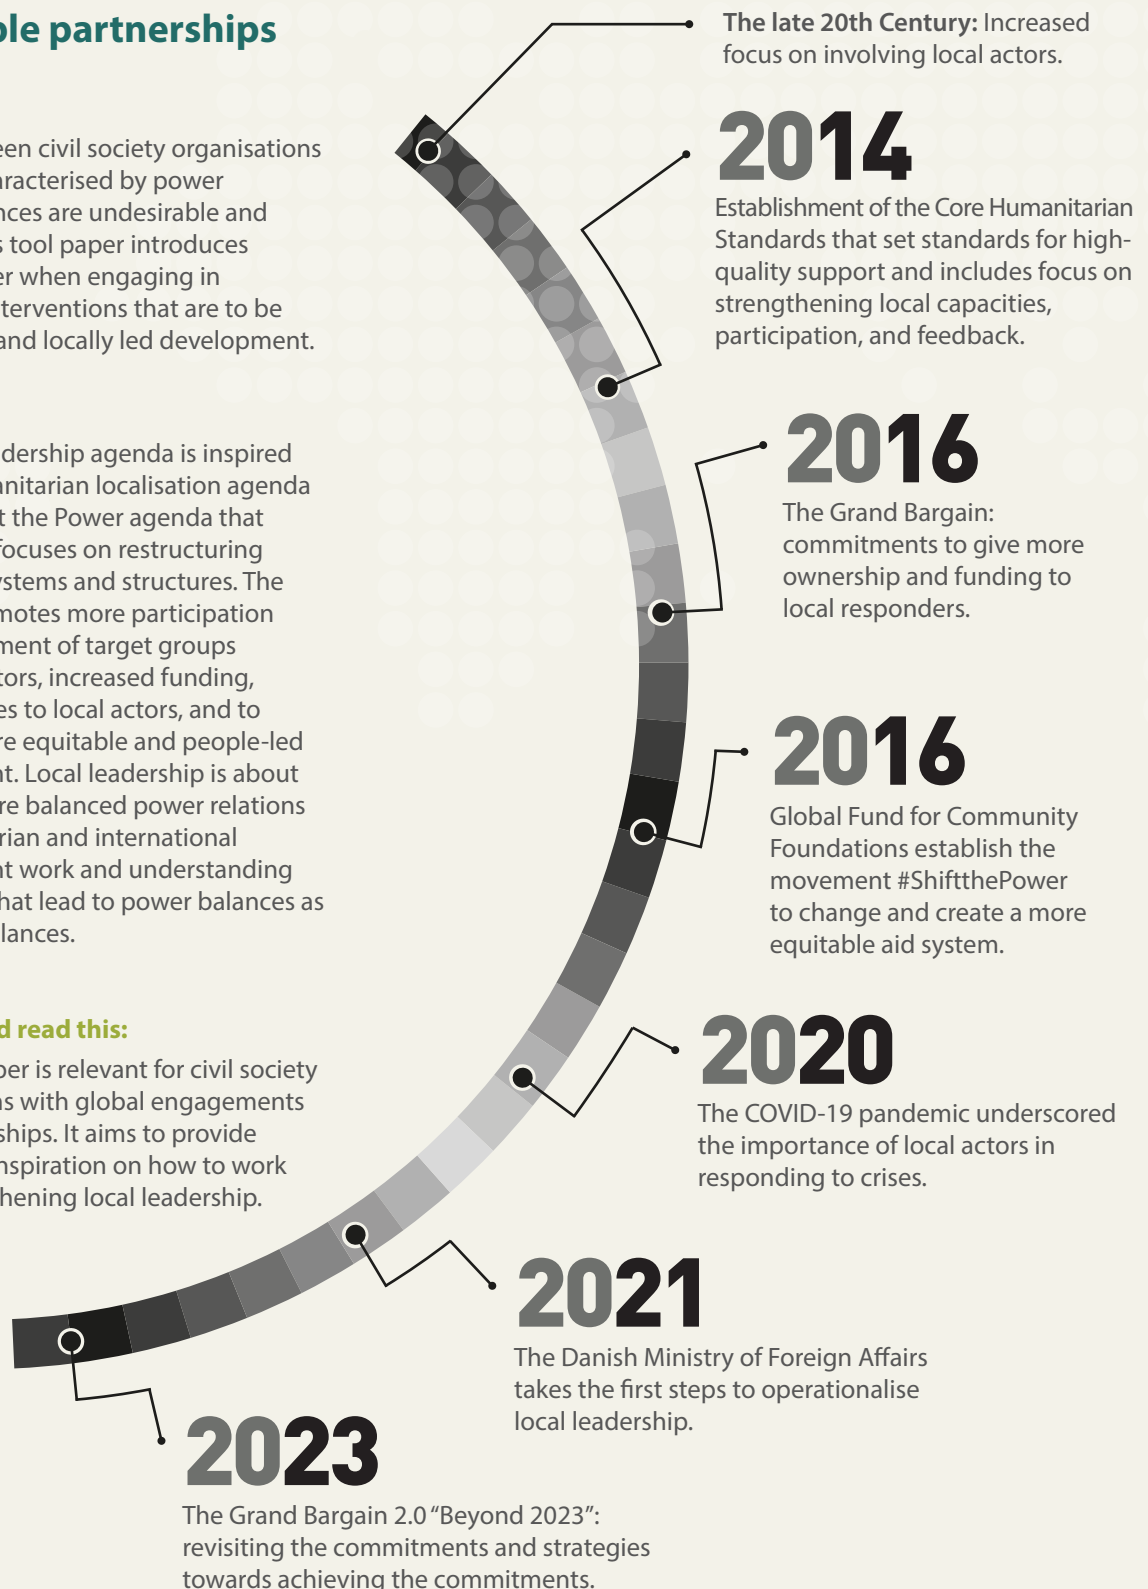 ble partnerships
een civil society organisations
aracterised by power
nces are undesirable and
s tool paper introduces
er when engaging in
terventions that are to be
and locally led development.
dership agenda is inspired
anitarian localisation agenda
t the Power agenda that
focuses on restructuring
ystems and structures. The
motes more participation
ment of target groups
tors, increased funding,
es to local actors, and to
re equitable and people-led
nt. Local leadership is about
re balanced power relations
rian and international
nt work and understanding
hat lead to power balances as
lances.
d read this:
per is relevant for civil society
ns with global engagements
ships. It aims to provide
nspiration on how to work
hening local leadership.
The late 20th Century: Increased
focus on involving local actors.
2014
Establishment of the Core Humanitarian
Standards that set standards for high-
quality support and includes focus on
strengthening local capacities,
participation, and feedback.
2016
The Grand Bargain:
commitments to give more
ownership and funding to
local responders.
2016
Global Fund for Community
Foundations establish the
movement #ShiftthePower
to change and create a more
equitable aid system.
2020
The COVID-19 pandemic underscored
the importance of local actors in
responding to crises.
2021
The Danish Ministry of Foreign Affairs
takes the first steps to operationalise
local leadership.
2023
The Grand Bargain 2.0 “Beyond 2023”:
revisiting the commitments and strategies
towards achieving the commitments.